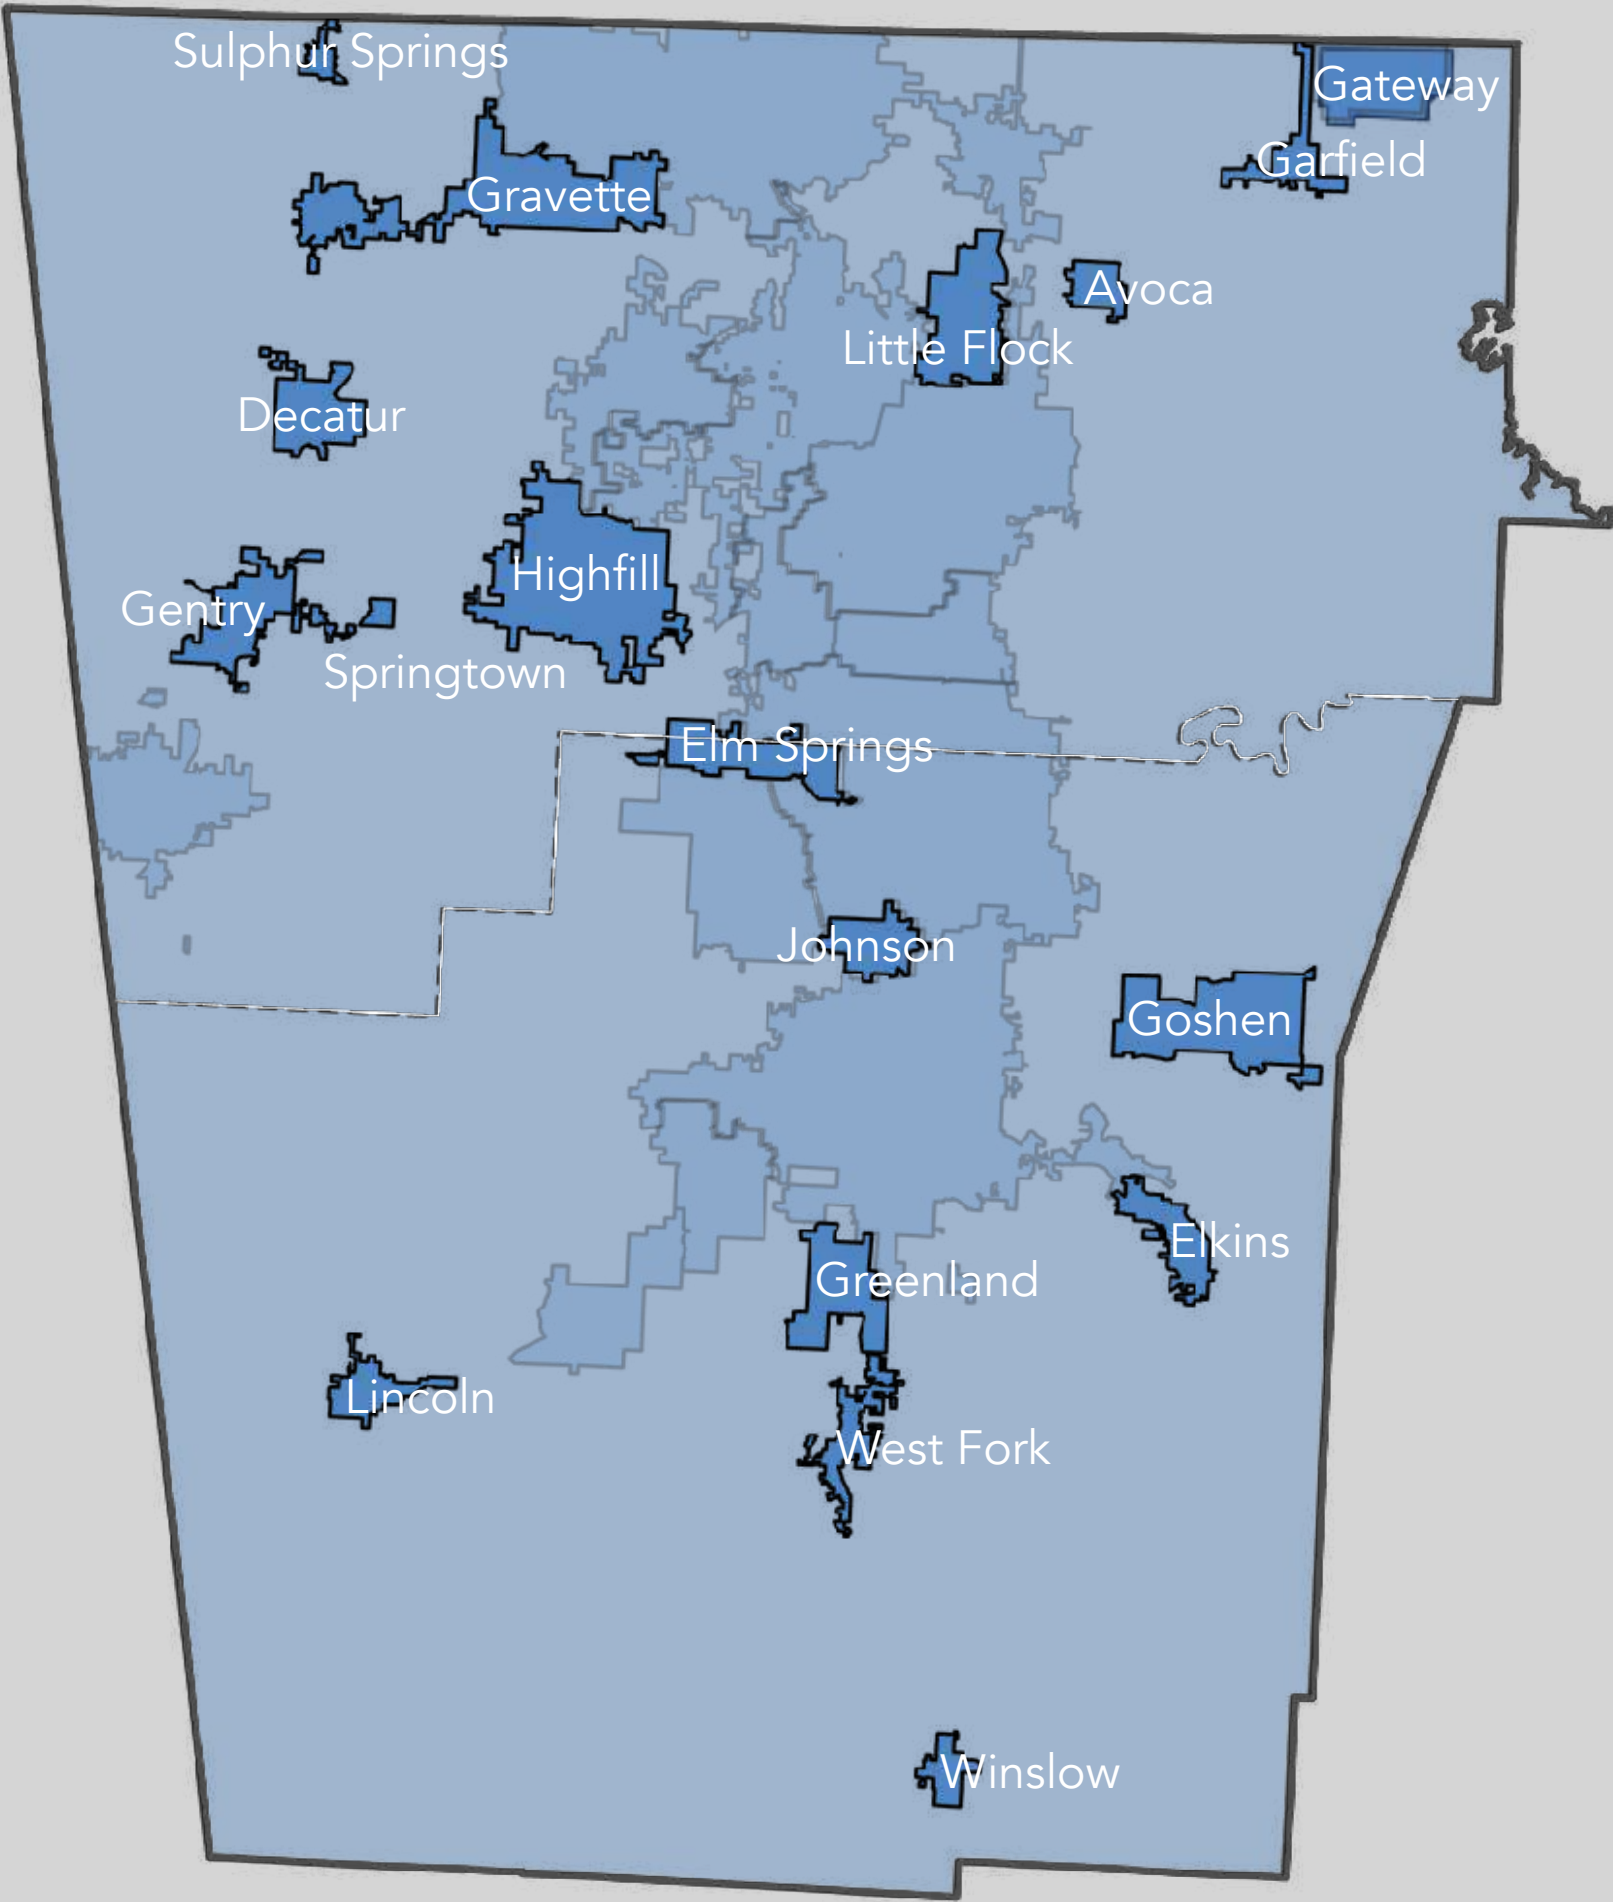 Sulphur Springs
Gateway
Garfield
Gravette
Avoca
Little Flock
Decatur
Highfill
Gentry
Springtown
Elm Springs
Johnson
Goshen
Elkins
Greenland
Lincoln
West Fork
Winslow